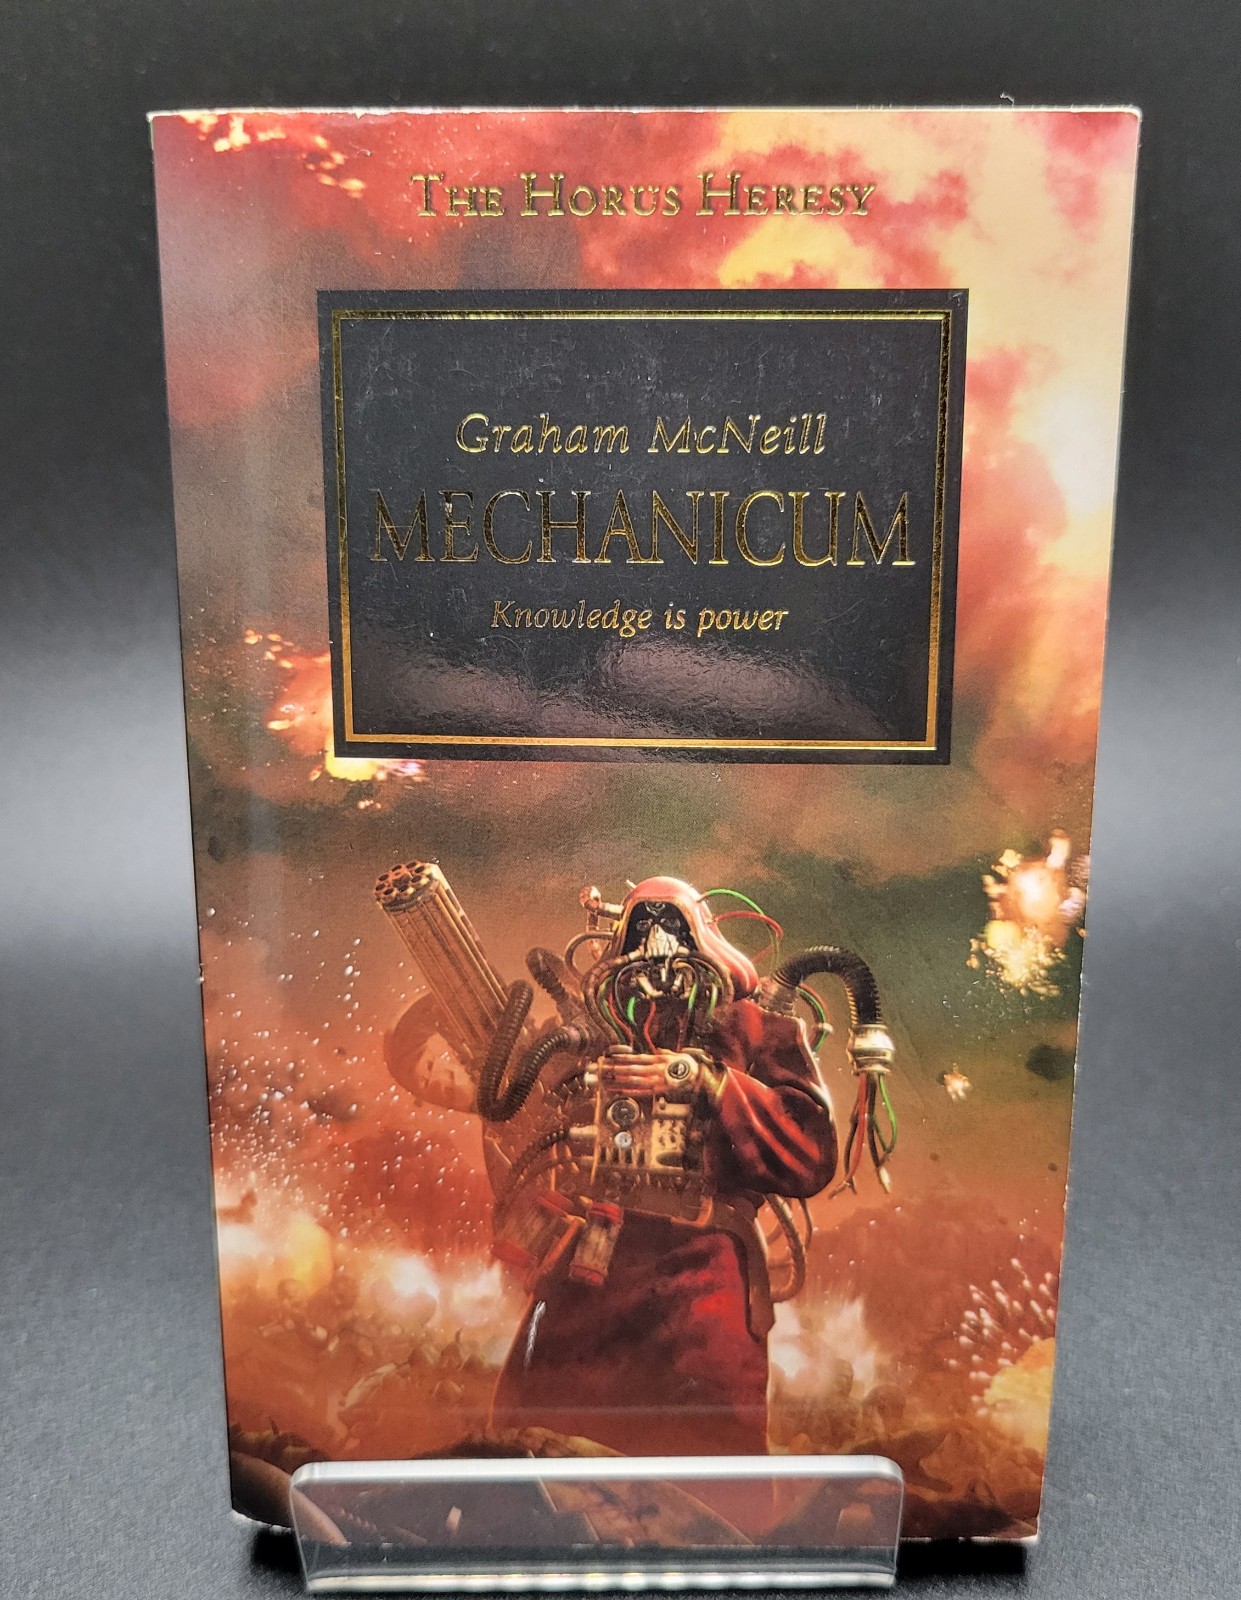 THE HORUS HERESY
Graham McNeill
MECHANICUM
Knowledge is power